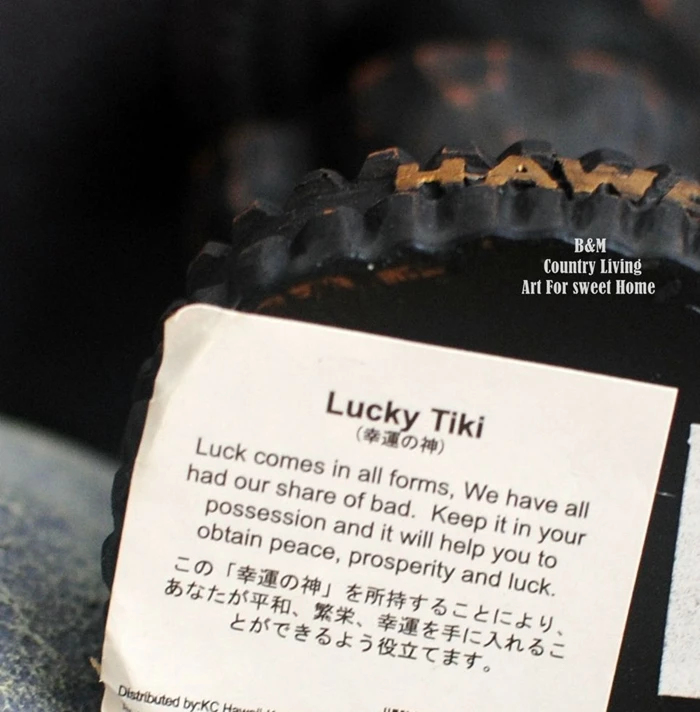 HAW
B&M
Country Living
Art For sweet Home
Lucky Tiki
(幸運の神)
Luck comes in all forms, We have all
had our share of bad. Keep it in your
possession and it will help you to
obtain peace, prosperity and luck.
この「幸運の神」を所持することにより、
あなたが平和、繁栄、幸運を手に入れるこ
とができるよう役立てます。
Distributed by:KC Hawaii